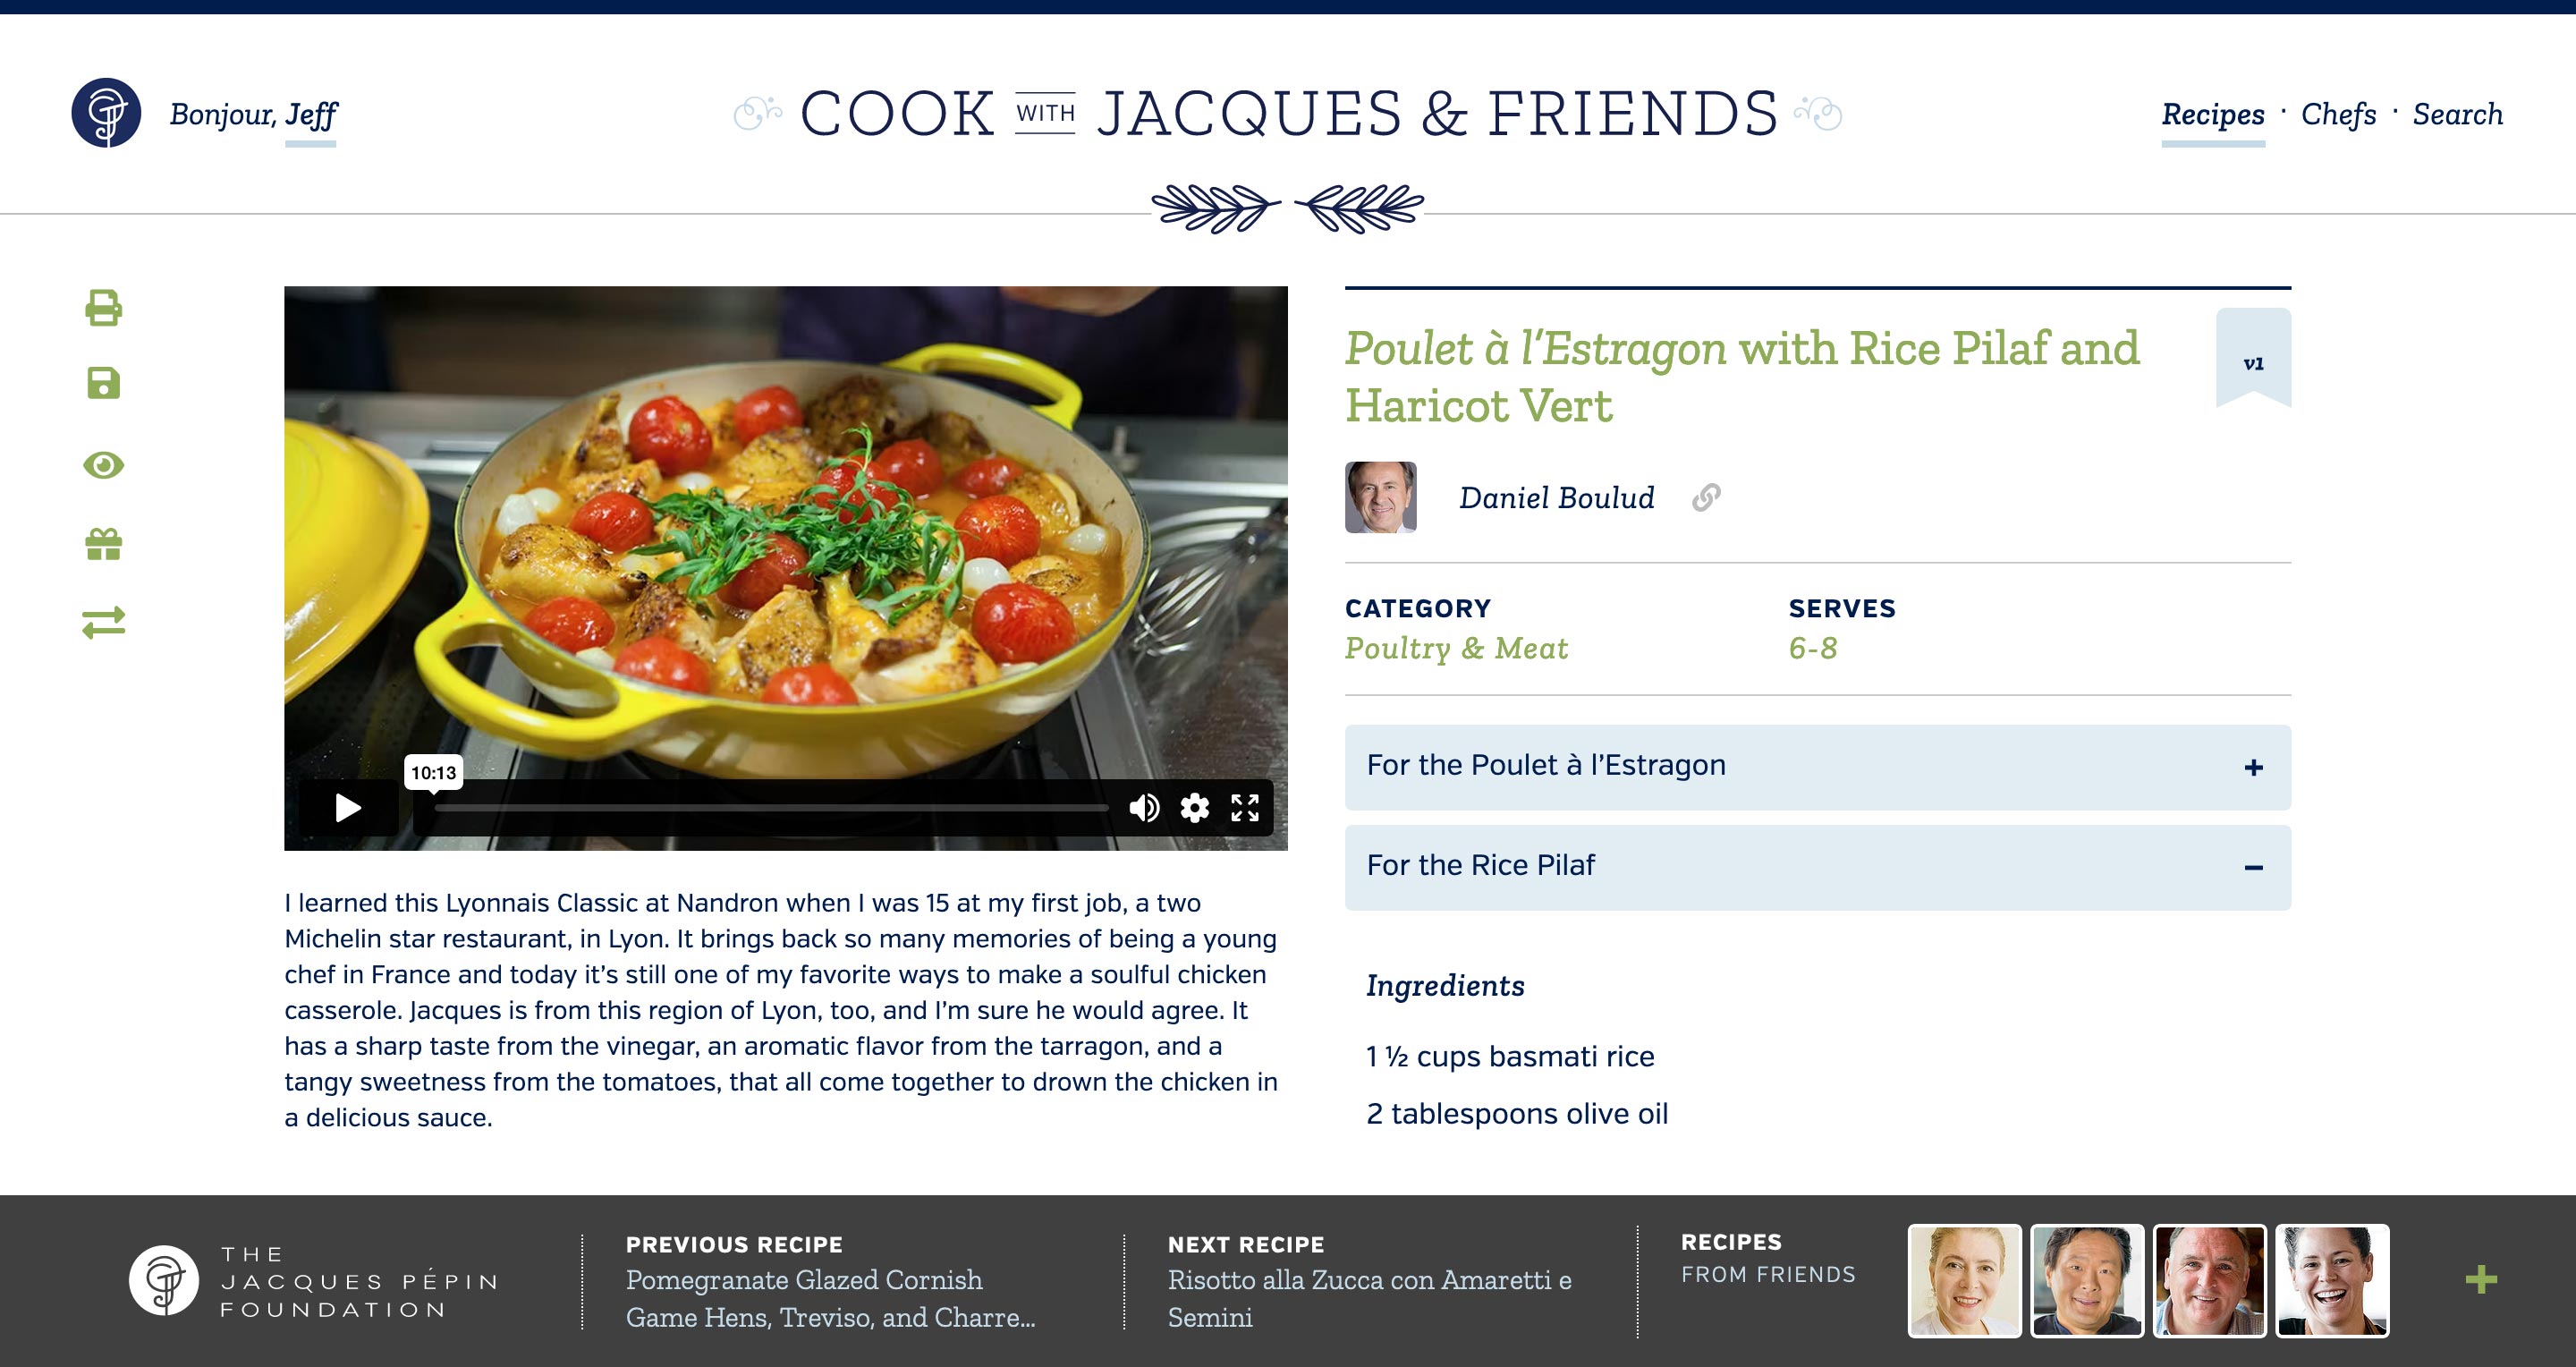 Bonjour, Jeff
COOK WITH JACQUES & FRIENDS
Recipes · Chefs · Search
10:13
I learned this Lyonnais Classic at Nandron when I was 15 at my first job, a two
Michelin star restaurant, in Lyon. It brings back so many memories of being a young
chef in France and today it’s still one of my favorite ways to make a soulful chicken
casserole. Jacques is from this region of Lyon, too, and I’m sure he would agree. It
has a sharp taste from the vinegar, an aromatic flavor from the tarragon, and a
tangy sweetness from the tomatoes, that all come together to drown the chicken in
a delicious sauce.
Poulet à l’Estragon with Rice Pilaf and
Haricot Vert
v1
Daniel Boulud
CATEGORY
Poultry & Meat
SERVES
6-8
For the Poulet à l’Estragon +
For the Rice Pilaf –
Ingredients
1 ½ cups basmati rice
2 tablespoons olive oil
THE
JACQUES PÉPIN
FOUNDATION
PREVIOUS RECIPE
Pomegranate Glazed Cornish
Game Hens, Treviso, and Charre...
NEXT RECIPE
Risotto alla Zucca con Amaretti e
Semini
RECIPES
FROM FRIENDS
+